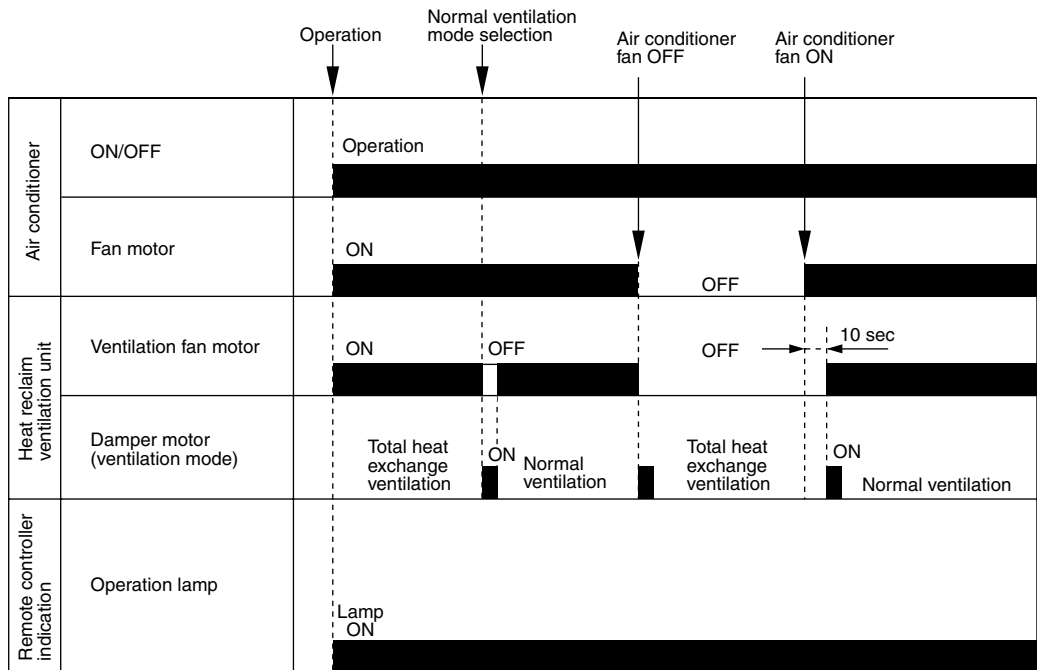 Operation
Normal ventilation
mode selection
Air conditioner
fan OFF
Air conditioner
fan ON
Air conditioner
ON/OFF
Operation
Fan motor
ON
OFF
Heat reclaim
ventilation unit
Ventilation fan motor
ON
OFF
OFF
10 sec
Damper motor
(ventilation mode)
Total heat
exchange
ventilation
ON
Normal
ventilation
Total heat
exchange
ventilation
ON
Normal ventilation
Remote controller
indication
Operation lamp
Lamp
ON